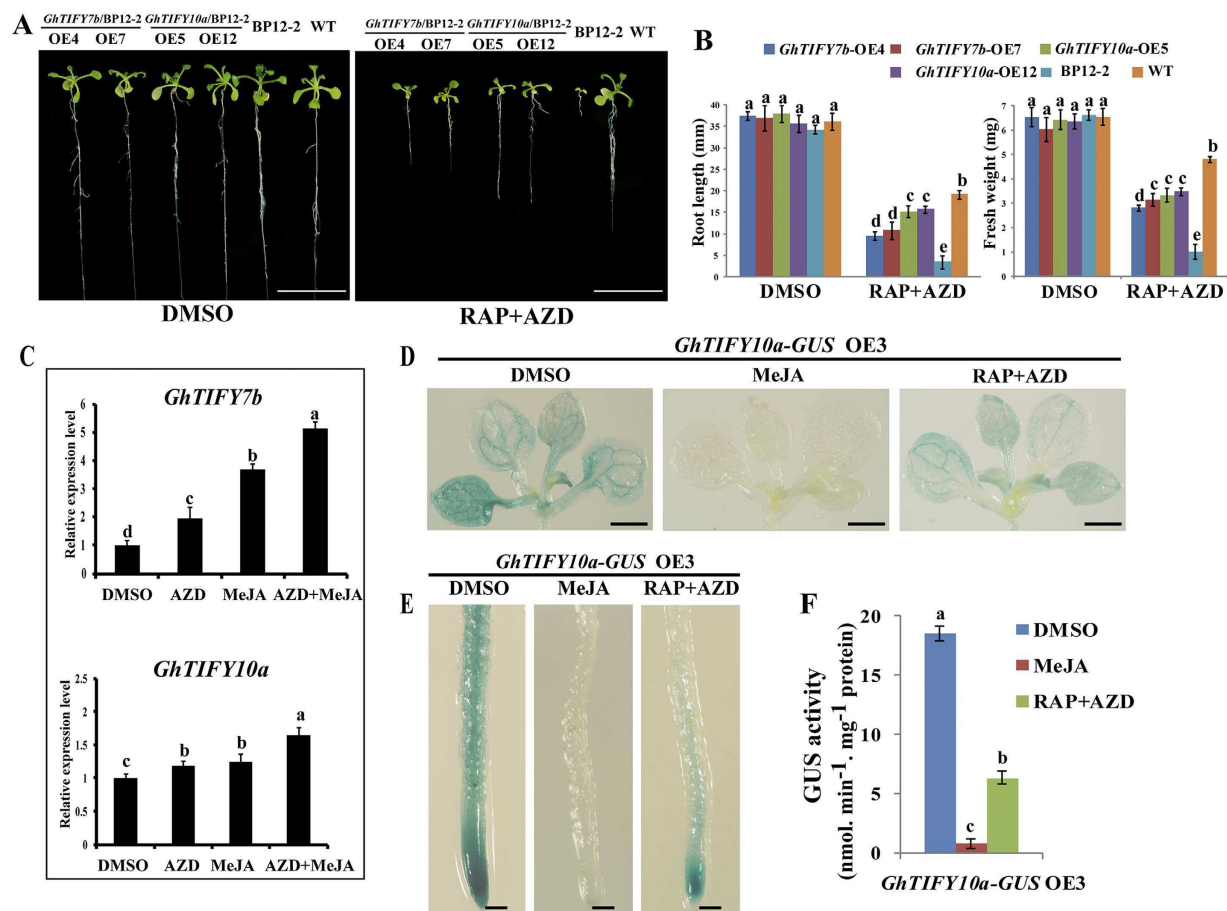 A
GhTIFY7b/BP12-2 GhTIFY10a/BP12-2 BP12-2 WT
OE4 OE7 OE5 OE12
GhTIFY7b/BP12-2 GhTIFY10a/BP12-2 BP12-2 WT
OE4 OE7 OE5 OE12
DMSO
RAP+AZD
B
GhTIFY7b-OE4 GhTIFY7b-OE7 GhTIFY10a-OE5
GhTIFY10a-OE12 BP12-2 WT
Root length (mm)
40
35
30
25
20
15
10
5
0
a a a a a a
d d c c e b
DMSO RAP+AZD
Fresh weight (mg)
7
6
5
4
3
2
1
0
a a a a a a
d c c c e b
DMSO RAP+AZD
C
GhTIFY7b
Relative expression level
6
5
4
3
2
1
0
d c b a
DMSO AZD MeJA AZD+MeJA
GhTIFY10a
Relative expression level
2.5
2
1.5
1
0.5
0
c b b a
DMSO AZD MeJA AZD+MeJA
D
GhTIFY10a-GUS OE3
DMSO MeJA RAP+AZD
E
GhTIFY10a-GUS OE3
DMSO MeJA RAP+AZD
F
GUS activity
(nmol. min-1. mg-1 protein)
20
15
10
5
0
a
c
b
DMSO
MeJA
RAP+AZD
GhTIFY10a-GUS OE3